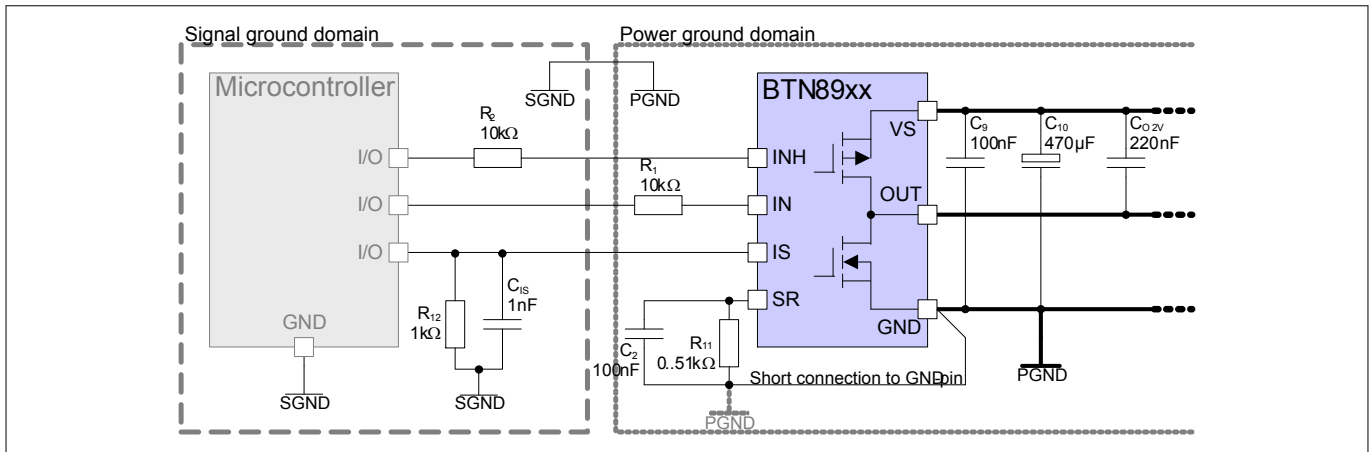 Signal ground domain
Power ground domain
Microcontroller
SGND
PGND
BTN89xx
R2
10kΩ
I/O
INH
VS
C9
100nF
C10
470µF
CO2V
220nF
R1
10kΩ
I/O
IN
OUT
I/O
IS
CIS
1nF
R12
1kΩ
SR
GND
GND
C2
100nF
R11
0..51kΩ
Short connection to GND pin
PGND
SGND
SGND
PGND